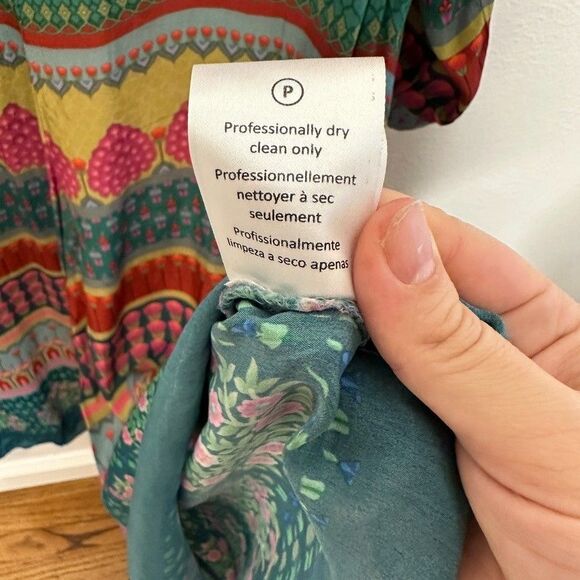 P
Professionally dry
clean only
Professionnellement
nettoyer à sec
seulement
Profissionalmente
limpeza a seco apenas